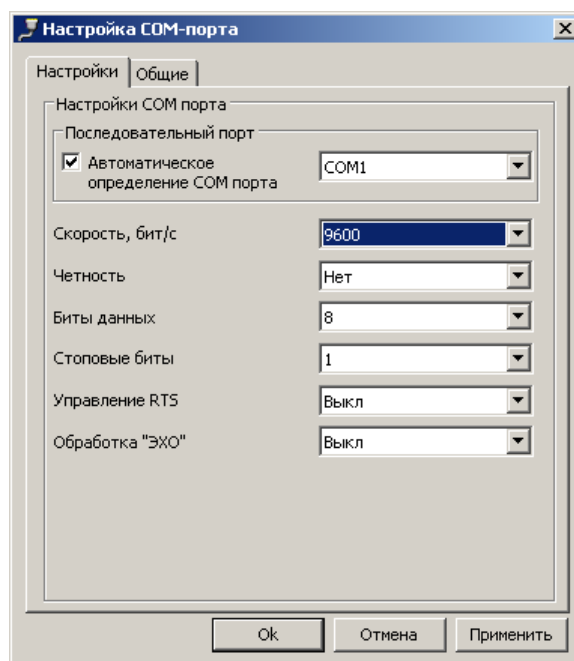 Настройка COM-порта
Настройки
Общие
Настройки COM порта
Последовательный порт
Автоматическое
определение COM порта
COM1
Скорость, бит/с
9600
Четность
Нет
Биты данных
8
Стоповые биты
1
Управление RTS
Выкл
Обработка "ЭХО"
Выкл
Ok
Отмена
Применить